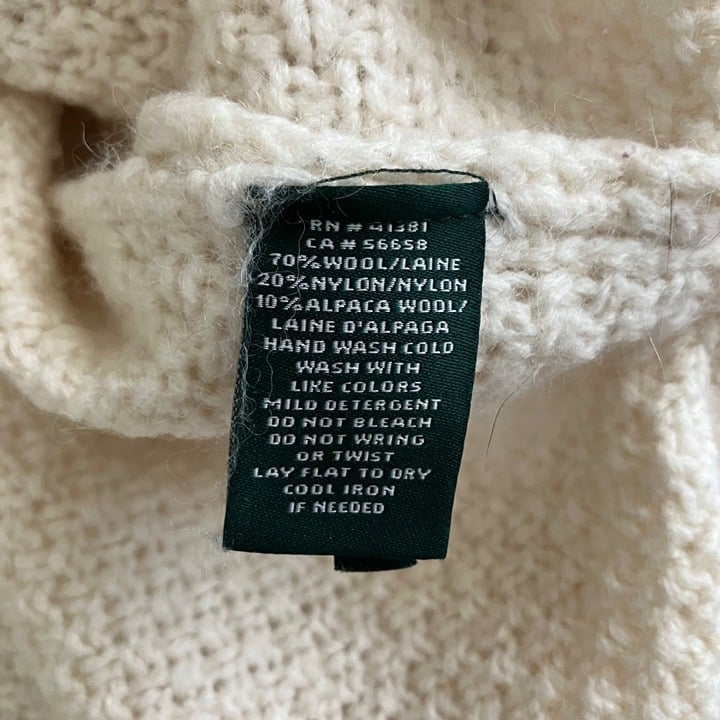 RN # 41381
CA # 56658
70% WOOL/LAINE
20% NYLON/NYLON
10% ALPACA WOOL/
LAINE D'ALPAGA
HAND WASH COLD
WASH WITH
LIKE COLORS
MILD DETERGENT
DO NOT BLEACH
DO NOT WRING
OR TWIST
LAY FLAT TO DRY
COOL IRON
IF NEEDED